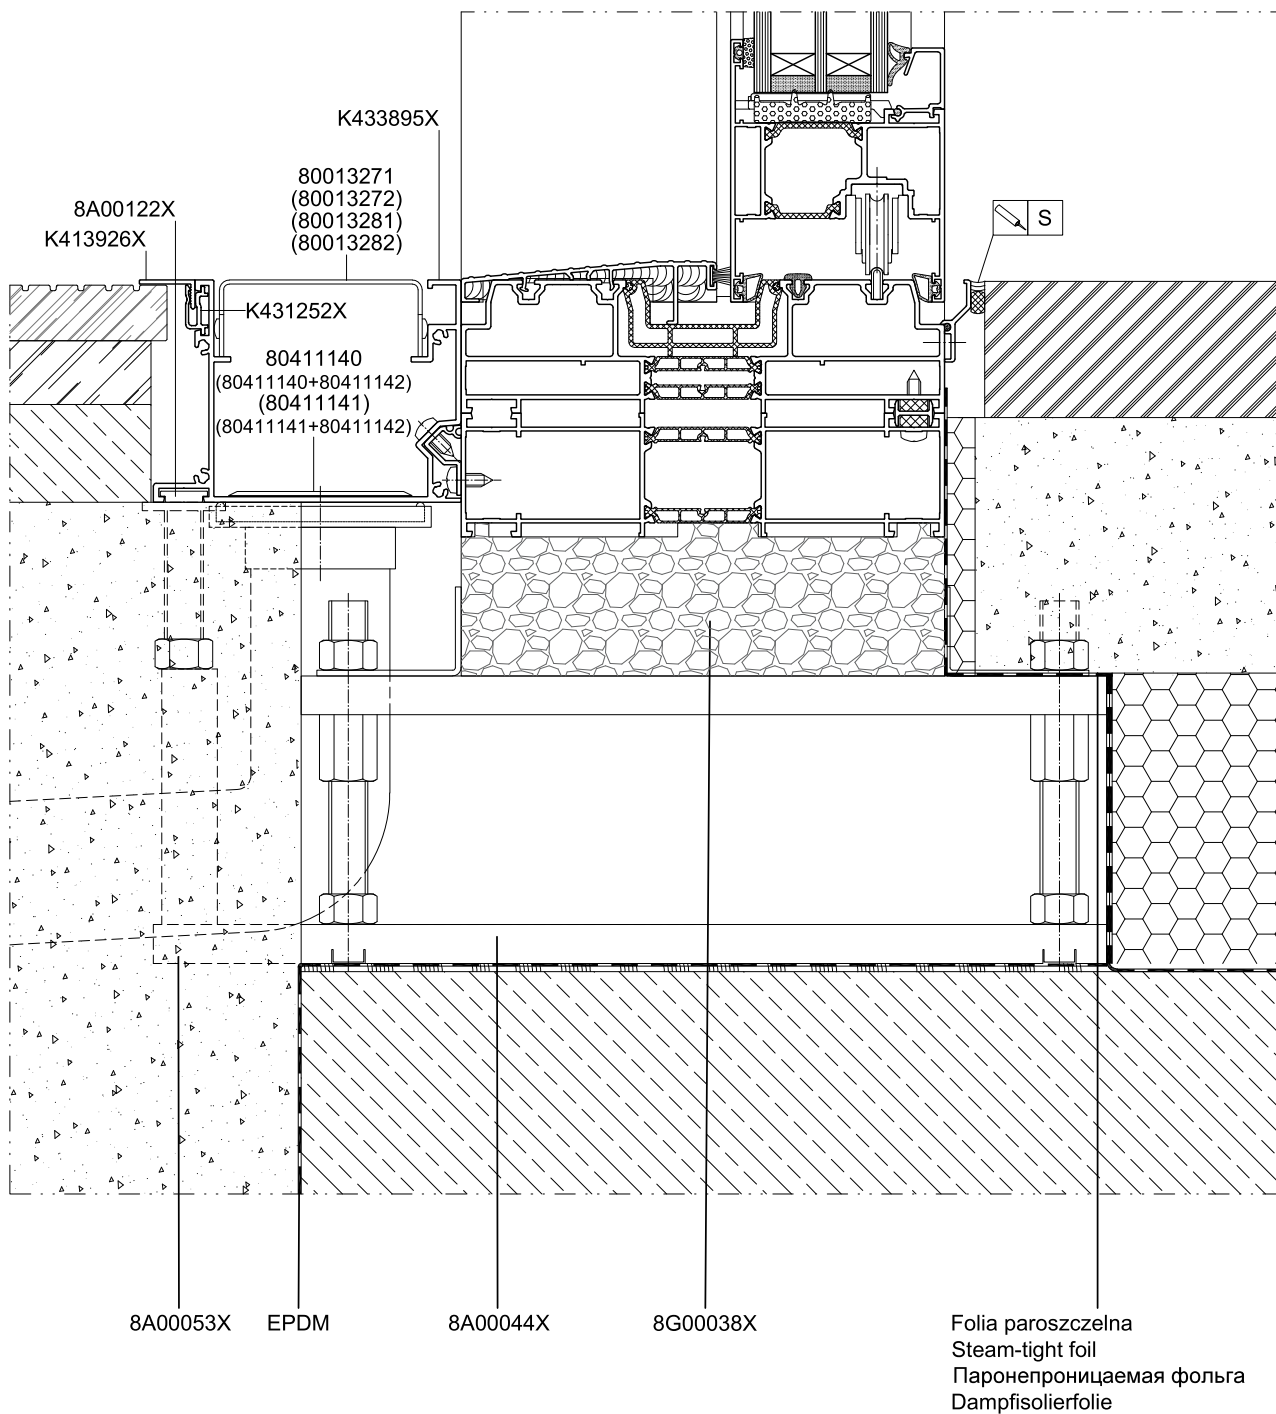 K433895X
80013271
(80013272)
(80013281)
(80013282)
8A00122X
K413926X
S
K431252X
80411140
(80411140+80411142)
(80411141)
(80411141+80411142)
8A00053X
EPDM
8A00044X
8G00038X
Folia paroszczelna
Steam-tight foil
Паронепроницаемая фольга
Dampfisolierfolie